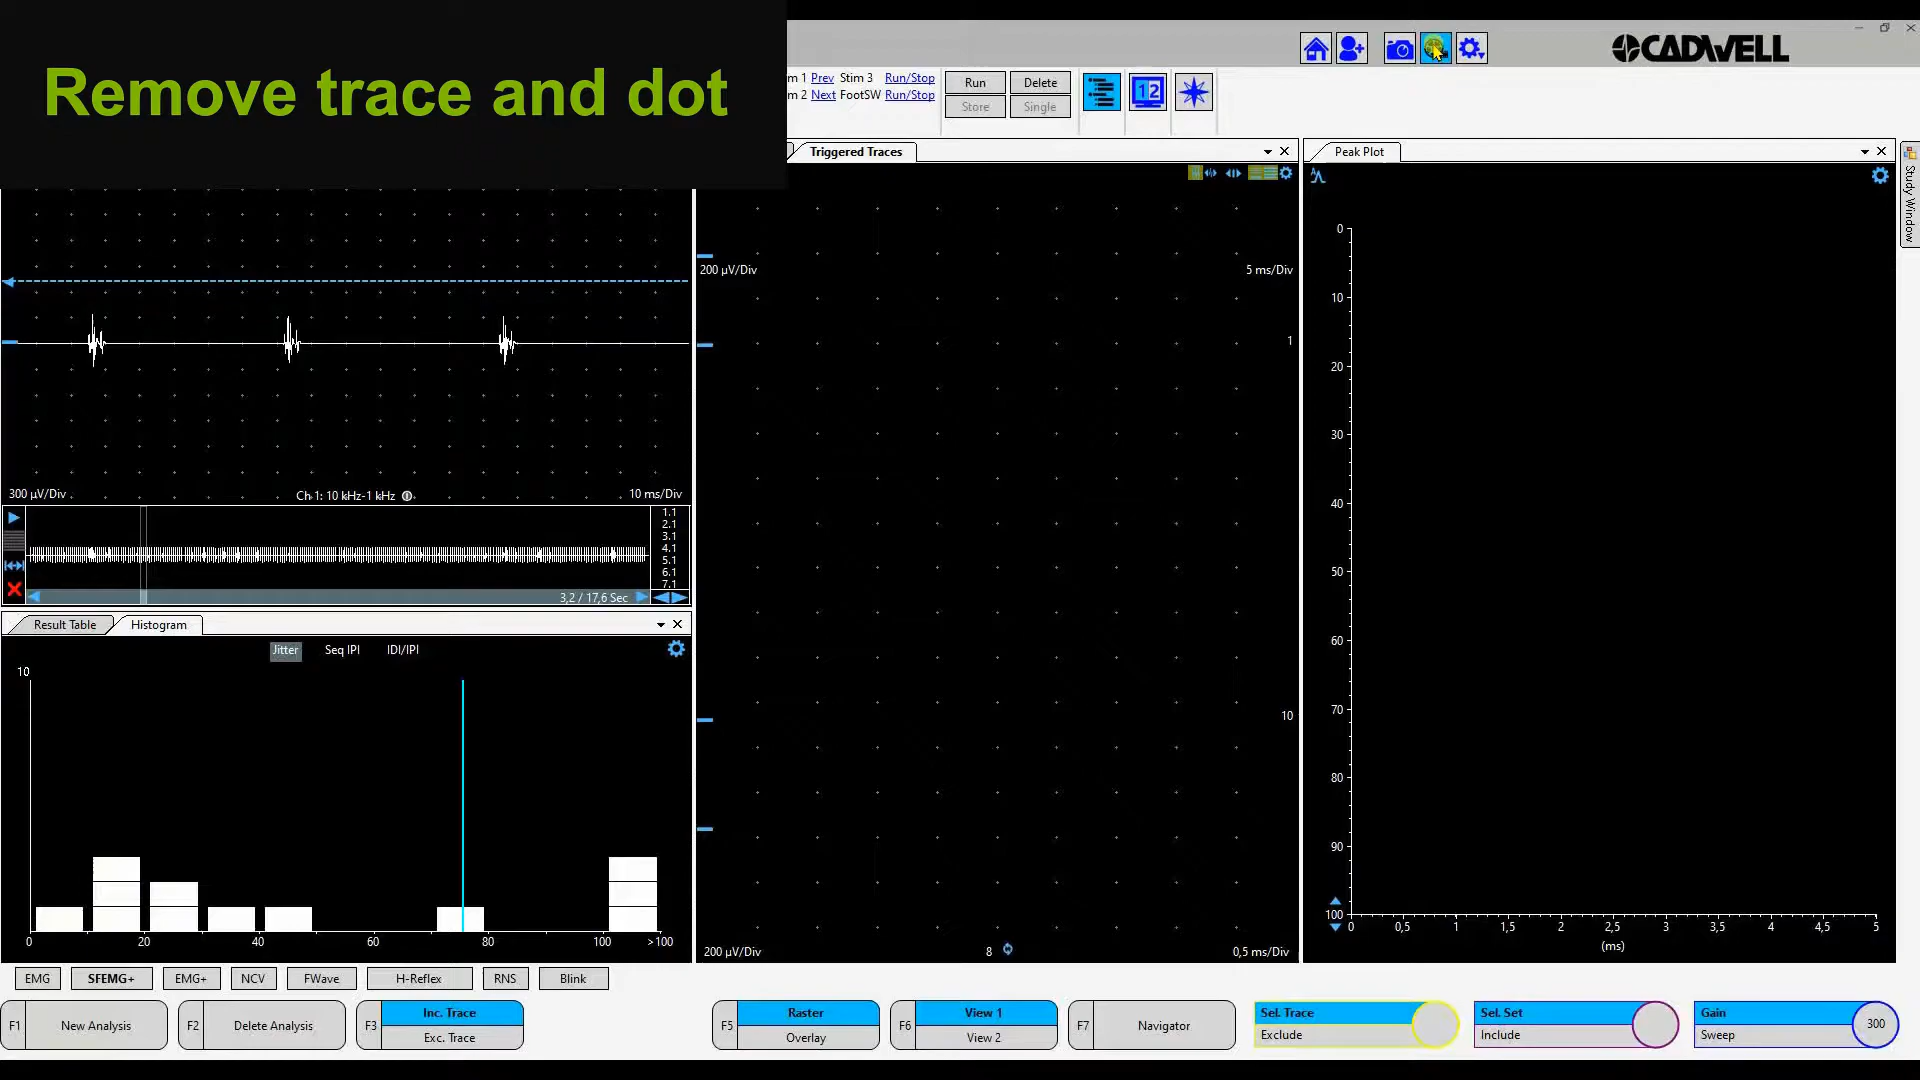 Remove trace and dot
CADWELL
m 1 Prev Stim 3 Run/Stop
m 2 Next FootSW Run/Stop
Run Delete
Store Single
12
Triggered Traces
Peak Plot
Study Window
200 µV/Div 5 ms/Div
1
10
200 µV/Div 8 0,5 ms/Div
0
10
20
30
40
50
60
70
80
90
100
0 0,5 1 1,5 2 2,5 3 3,5 4 4,5 5
(ms)
300 µV/Div Ch 1: 10 kHz-1 kHz 10 ms/Div
1.1
2.1
3.1
4.1
5.1
6.1
7.1
3,2 / 17,6 Sec
Result Table Histogram
Jitter Seq IPI IDI/IPI
10
0 20 40 60 80 100 >100
EMG SFEMG+ EMG+ NCV FWave H-Reflex RNS Blink
F1 New Analysis
F2 Delete Analysis
F3 Inc. Trace
Exc. Trace
F5 Raster
Overlay
F6 View 1
View 2
F7 Navigator
Sel. Trace
Exclude
Sel. Set
Include
Gain
Sweep
300